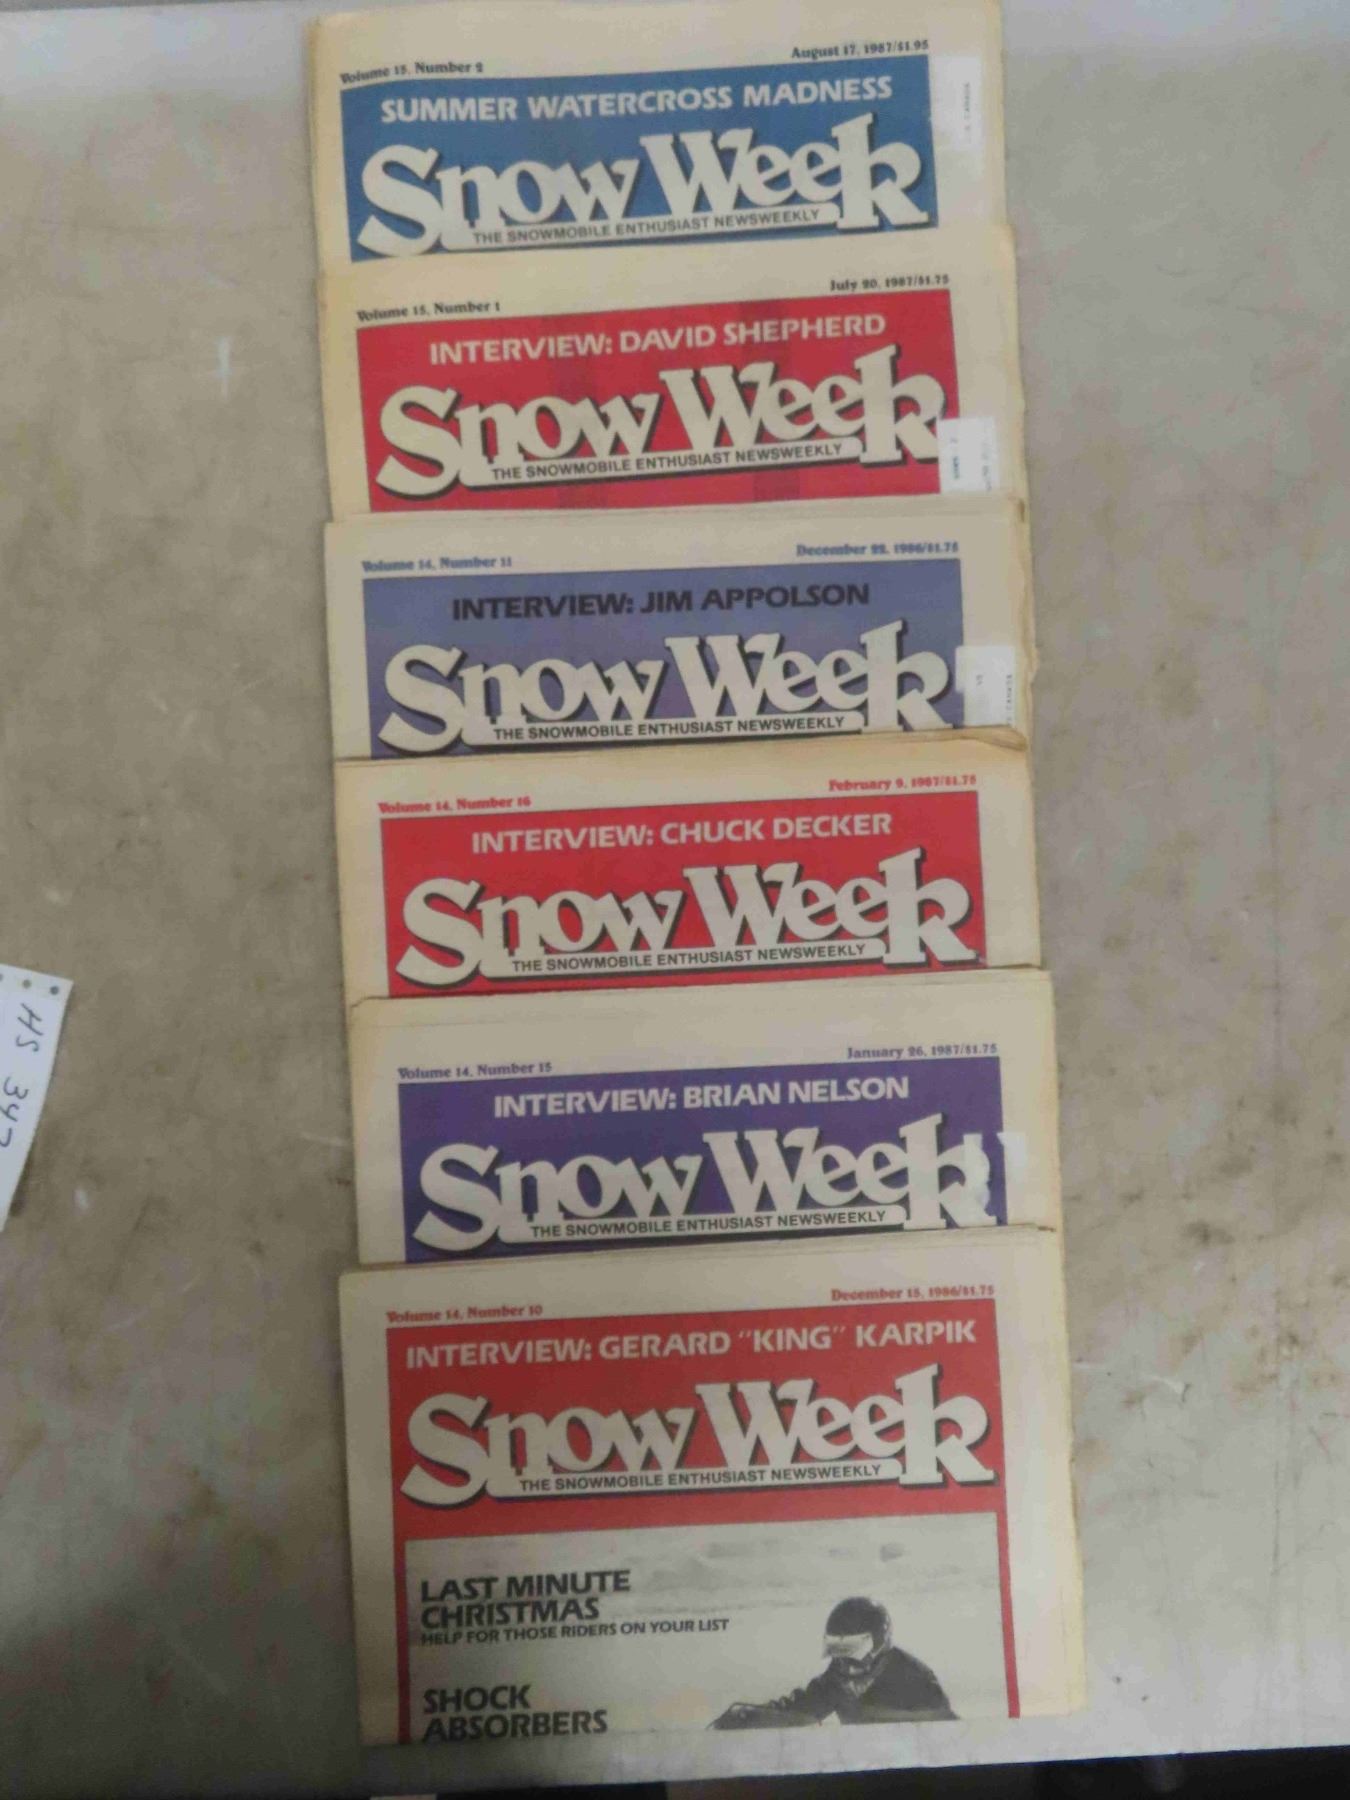 Volume 15, Number 2
August 17, 1987/$1.95
SUMMER WATERCROSS MADNESS
Snow Week
THE SNOWMOBILE ENTHUSIAST NEWSWEEKLY
Volume 15, Number 1
July 20, 1987/$1.75
INTERVIEW: DAVID SHEPHERD
Snow Week
THE SNOWMOBILE ENTHUSIAST NEWSWEEKLY
Volume 14, Number 11
December 22, 1986/$1.75
INTERVIEW: JIM APPOLSON
Snow Week
THE SNOWMOBILE ENTHUSIAST NEWSWEEKLY
Volume 14, Number 16
February 9, 1987/$1.75
INTERVIEW: CHUCK DECKER
Snow Week
THE SNOWMOBILE ENTHUSIAST NEWSWEEKLY
HS 347
Volume 14, Number 15
January 26, 1987/$1.75
INTERVIEW: BRIAN NELSON
Snow Week
THE SNOWMOBILE ENTHUSIAST NEWSWEEKLY
Volume 14, Number 10
December 15, 1986/$1.75
INTERVIEW: GERARD "KING" KARPIK
Snow Week
THE SNOWMOBILE ENTHUSIAST NEWSWEEKLY
LAST MINUTE
CHRISTMAS
HELP FOR THOSE RIDERS ON YOUR LIST
SHOCK
ABSORBERS